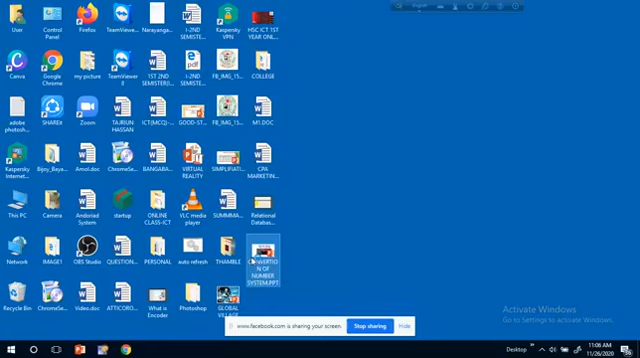 English
User
Control
Panel
Firefox
TeamViewer
Narayanga...
I-2ND
SEMISTE...
Kaspersky
VPN
HSC ICT 1ST
YEAR ONL...
Canva
Google
Chrome
my picture
TeamViewer
8
1ST 2ND
SEMISTER(I...
I-2ND
SEMISTE...
FB_IMG_15...
COLLEGE
adobe
photosh...
SHAREit
Zoom
TAJRIUN
HASSAN
ICT(MCQ)-...
GOOD-ST...
FB_IMG_15...
M1.DOC
Kaspersky
Internet...
Bijoy_Baya...
Amol.doc
ChromeSe...
BANGABA...
VIRTUAL
REALITY
SIMPLIFIATI...
CPA
MARKETIN...
This PC
Camera
Andoriad
System
startup
ONLINE
CLASS-ICT
VLC media
player
SUMMMA...
Relational
Databas...
Network
IMAGE1
OBS Studio
QUESTION...
PERSONAL
auto refresh
THAMBLE
CONVERTIO
N OF
NUMBER
SYSTEM.PPT
Recycle Bin
ChromeSe...
Video.doc
ATTICORO...
What is
Encoder
Photoshop
GLOBAL
VILLAGE
www.facebook.com is sharing your screen.
Stop sharing
Hide
Activate Windows
Go to Settings to activate Windows.
Desktop
11:06 AM
11/26/2020